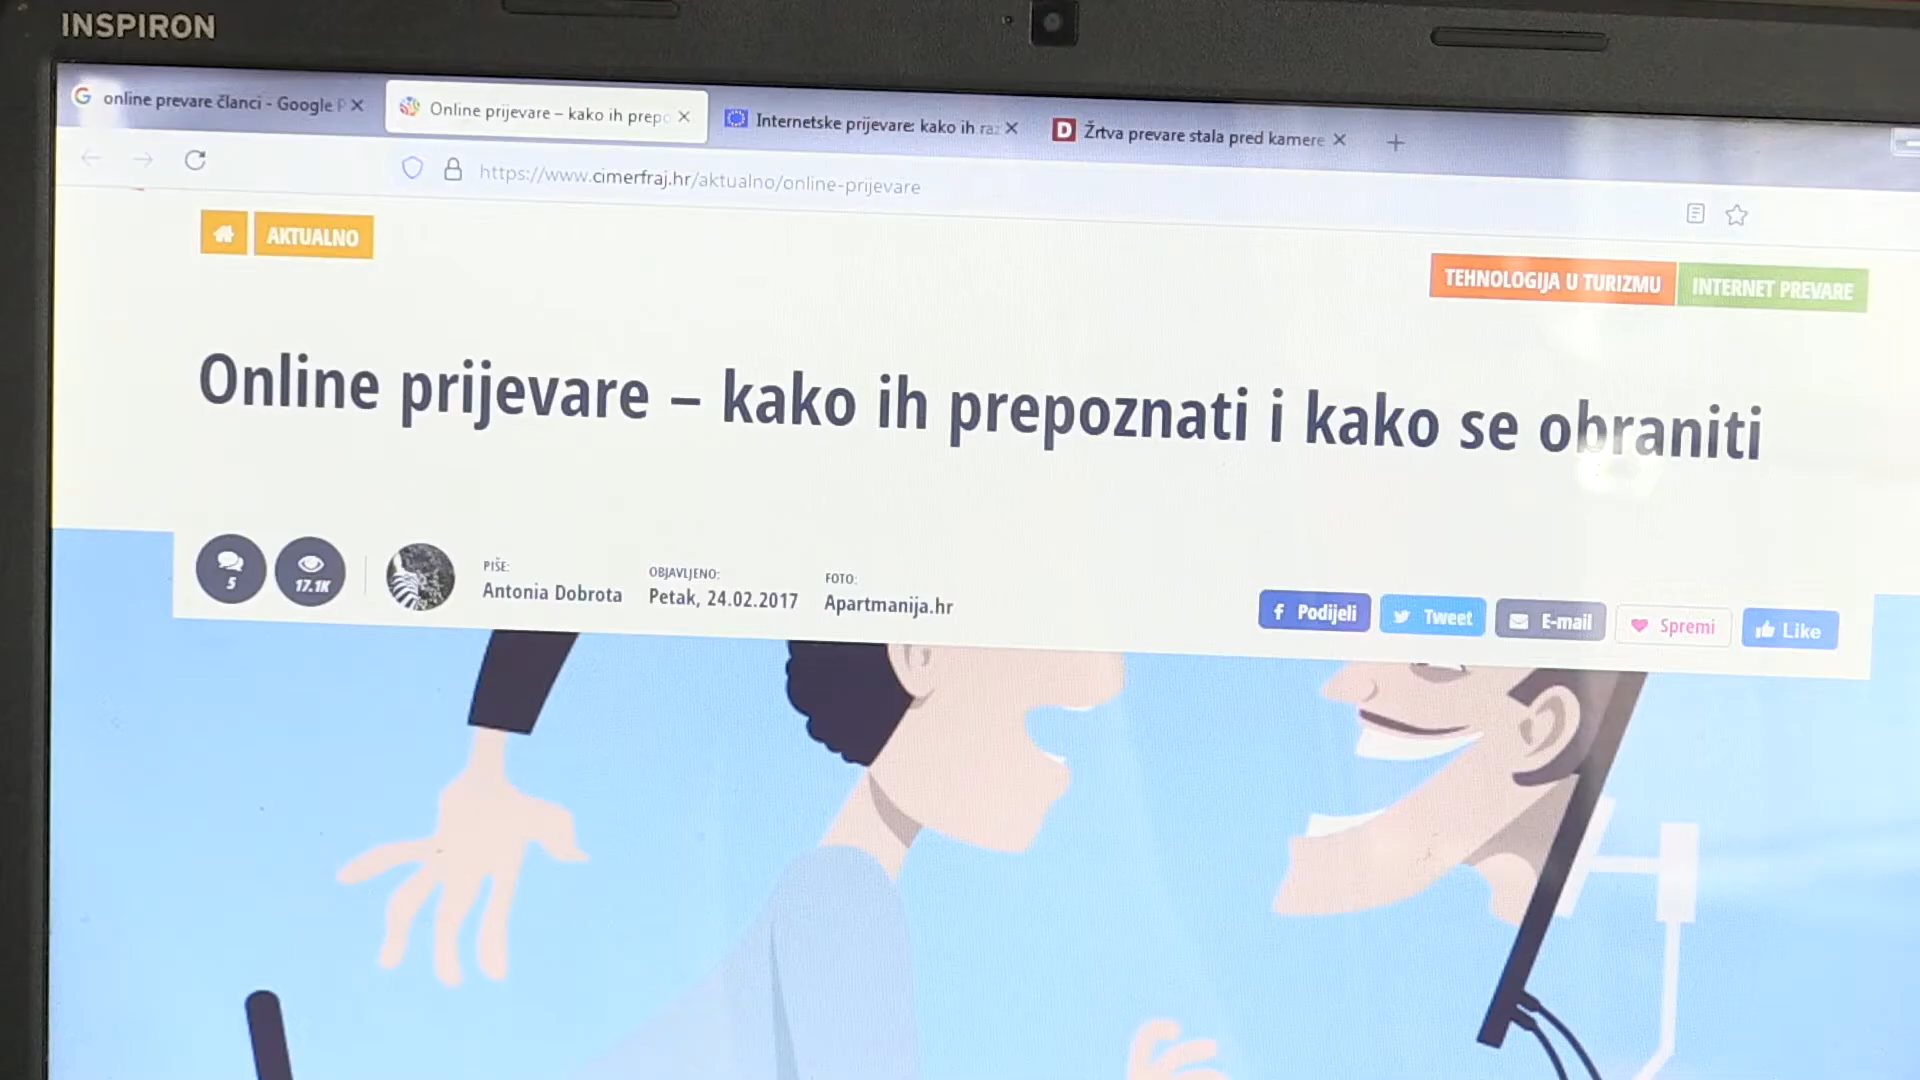 INSPIRON
online prevare članci - Google P
Online prijevare – kako ih prepo
Internetske prijevare: kako ih raz
Žrtva prevare stala pred kamere
https://www.cimerfraj.hr/aktualno/online-prijevare
AKTUALNO
TEHNOLOGIJA U TURIZMU
INTERNET PREVARE
Online prijevare – kako ih prepoznati i kako se obraniti
5
17.1K
PIŠE:
Antonia Dobrota
OBJAVLJENO:
Petak, 24.02.2017
FOTO:
Apartmanija.hr
Podijeli
Tweet
E-mail
Spremi
Like